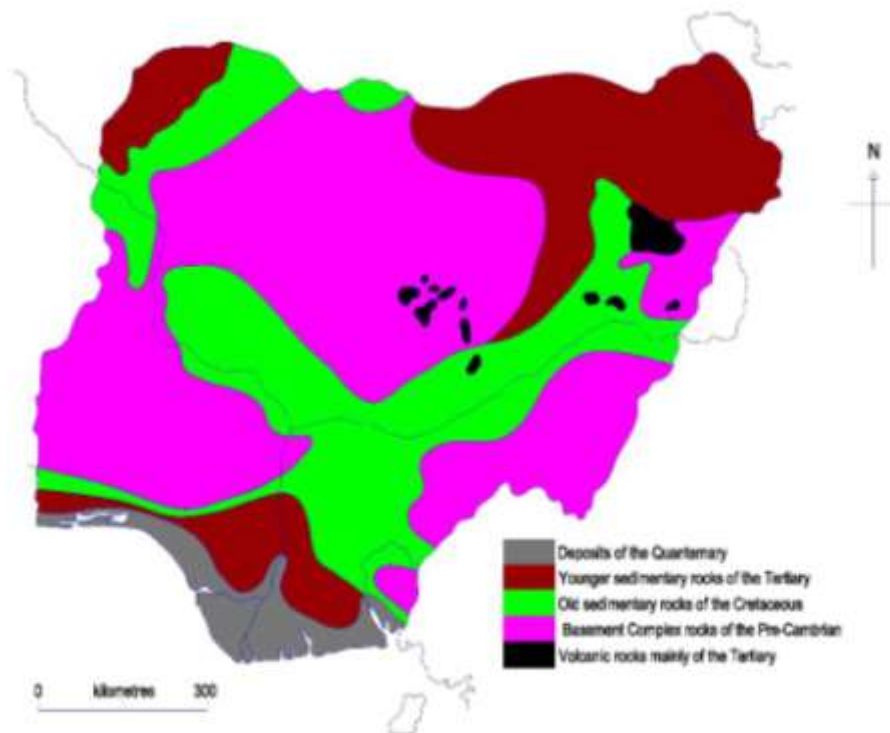 N
Deposits of the Quarternary
Younger sedimentary rocks of the Tertiary
Old sedimentary rocks of the Cretaceous
Basement Complex rocks of the Pre-Cambrian
Volcanic rocks mainly of the Tertiary
0 kilometres 300